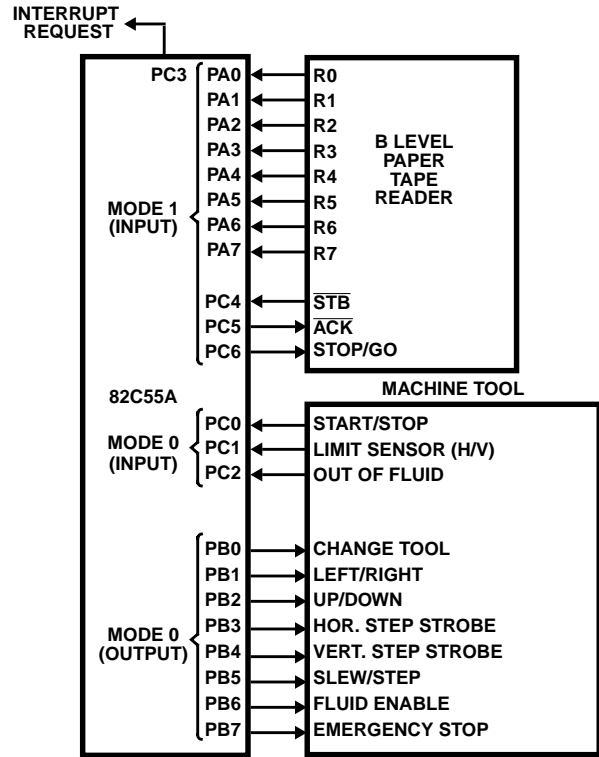 INTERRUPT
REQUEST
PC3 PA0 R0
PA1 R1
PA2 R2
PA3 R3
PA4 R4
PA5 R5
PA6 R6
PA7 R7
MODE 1
(INPUT)
B LEVEL
PAPER
TAPE
READER
PC4 STB
PC5 ACK
PC6 STOP/GO
82C55A
MACHINE TOOL
MODE 0
(INPUT)
PC0 START/STOP
PC1 LIMIT SENSOR (H/V)
PC2 OUT OF FLUID
MODE 0
(OUTPUT)
PB0 CHANGE TOOL
PB1 LEFT/RIGHT
PB2 UP/DOWN
PB3 HOR. STEP STROBE
PB4 VERT. STEP STROBE
PB5 SLEW/STEP
PB6 FLUID ENABLE
PB7 EMERGENCY STOP